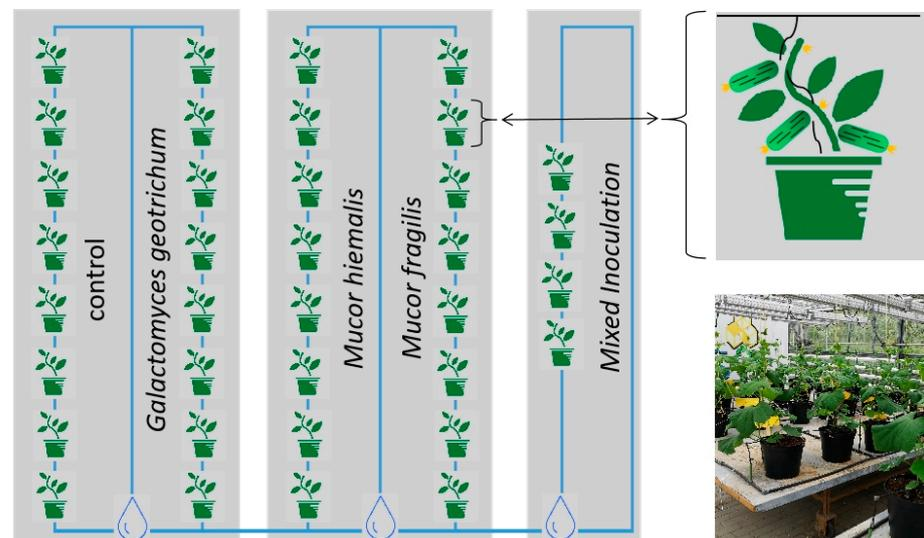 control
Galactomyces geotrichum
Mucor hiemalis
Mucor fragilis
Mixed Inoculation